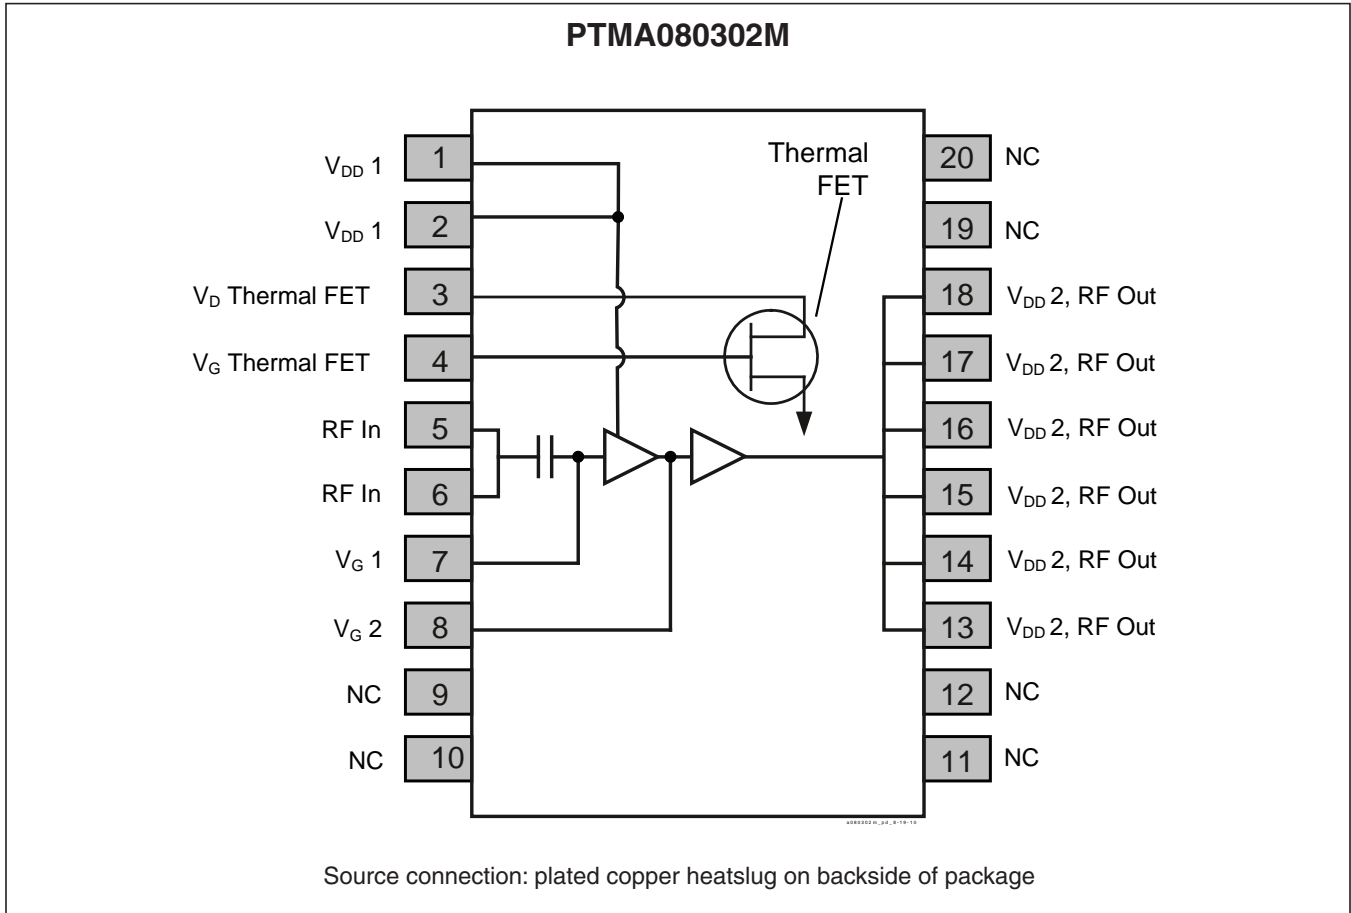 PTMA080302M
Thermal
FET
V_DD 1
1
V_DD 1
2
V_D Thermal FET
3
V_G Thermal FET
4
RF In
5
RF In
6
V_G 1
7
V_G 2
8
NC
9
NC
10
20
NC
19
NC
18
V_DD 2, RF Out
17
V_DD 2, RF Out
16
V_DD 2, RF Out
15
V_DD 2, RF Out
14
V_DD 2, RF Out
13
V_DD 2, RF Out
12
NC
11
NC
a080302m_pd_8-19-10
Source connection: plated copper heatslug on backside of package